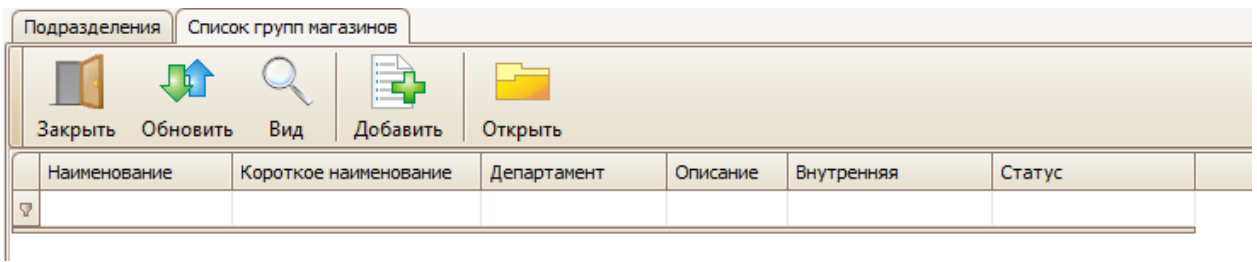 Подразделения Список групп магазинов
Закрыть Обновить Вид Добавить Открыть
Наименование Короткое наименование Департамент Описание Внутренняя Статус